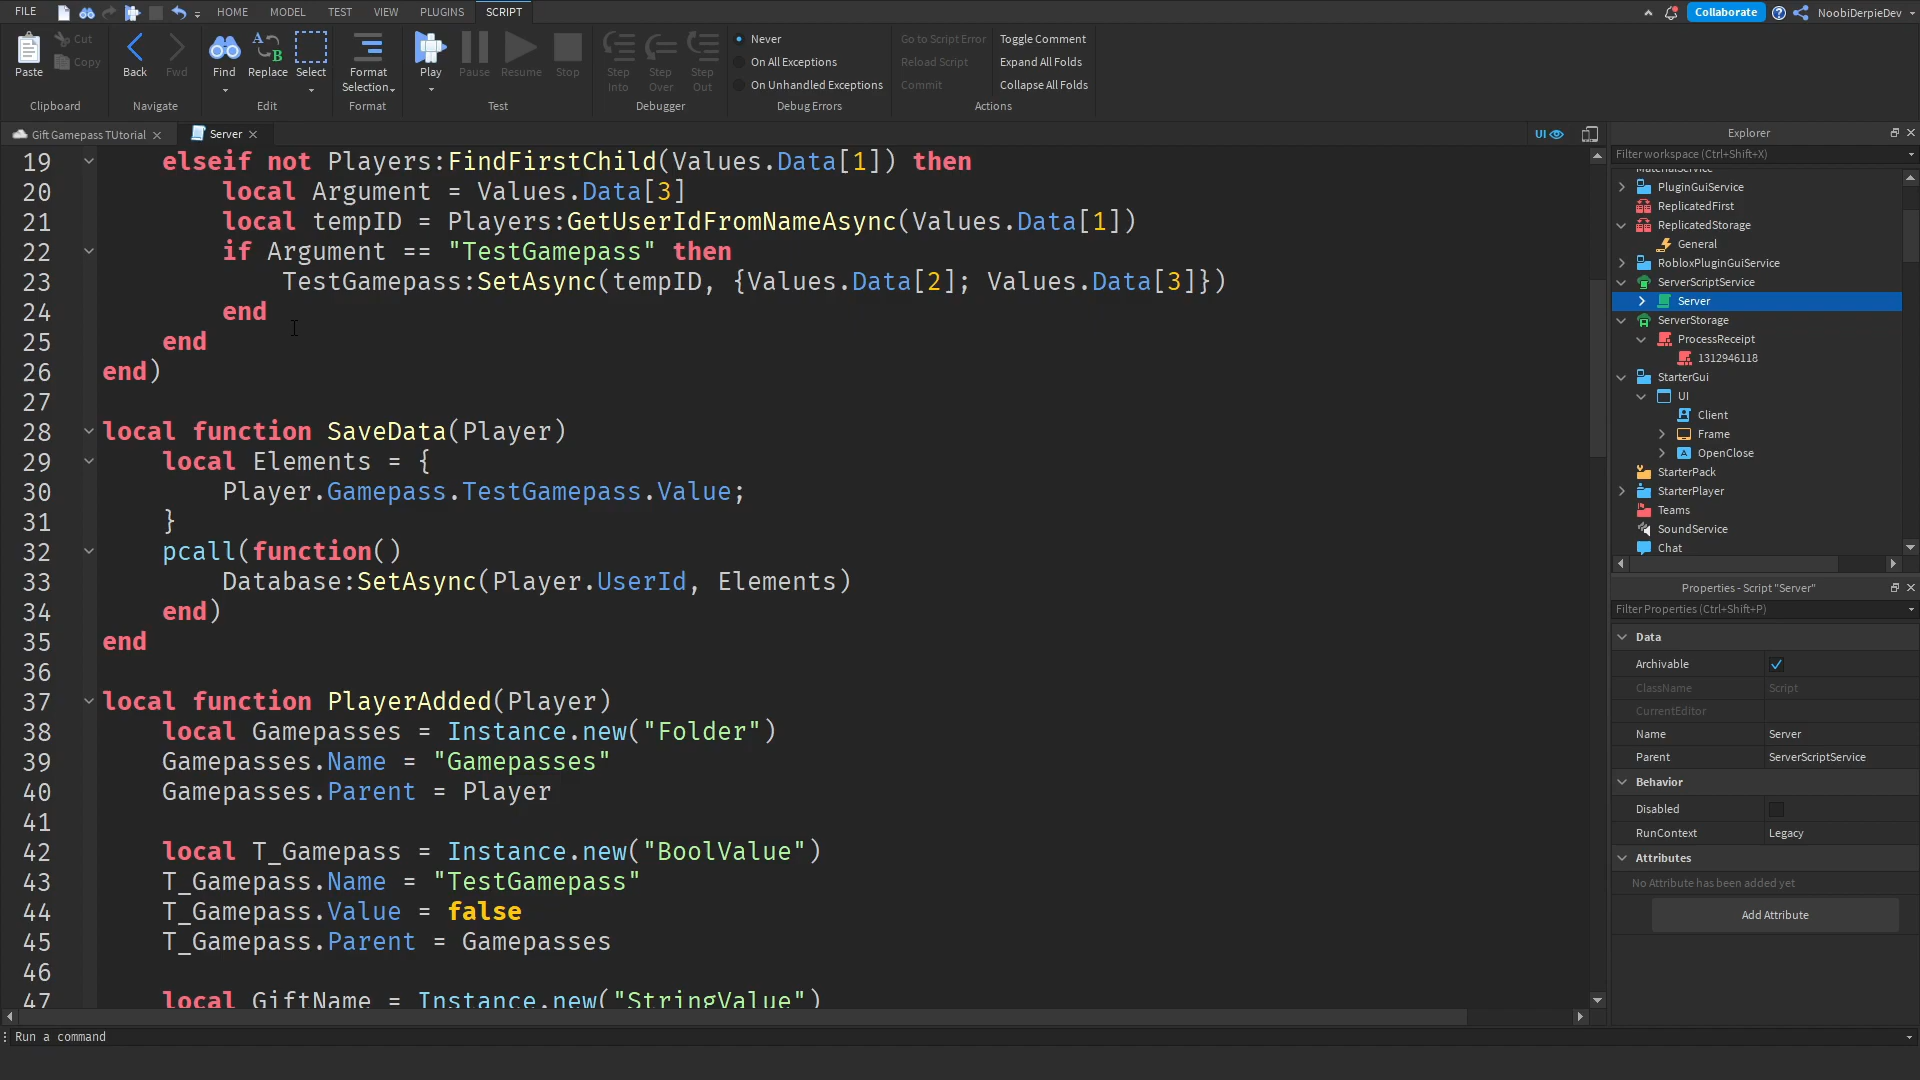 FILE HOME MODEL TEST VIEW PLUGINS SCRIPT Collaborate NoobiDerpieDev
Paste Cut Copy Back Fwd Find Replace Select Format Selection Play Pause Resume Stop Step Into Step Over Step Out
Never
On All Exceptions
On Unhandled Exceptions
Go to Script Error
Reload Script
Commit
Toggle Comment
Expand All Folds
Collapse All Folds
Clipboard Navigate Edit Format Test Debugger Debug Errors Actions
Gift Gamepass TUtorial Server UI
19 elseif not Players:FindFirstChild(Values.Data[1]) then
20 local Argument = Values.Data[3]
21 local tempID = Players:GetUserIdFromNameAsync(Values.Data[1])
22 if Argument == "TestGamepass" then
23 TestGamepass:SetAsync(tempID, {Values.Data[2]; Values.Data[3]})
24 end
25 end
26 end)
27
28 local function SaveData(Player)
29 local Elements = {
30 Player.Gamepass.TestGamepass.Value;
31 }
32 pcall(function()
33 Database:SetAsync(Player.UserId, Elements)
34 end)
35 end
36
37 local function PlayerAdded(Player)
38 local Gamepasses = Instance.new("Folder")
39 Gamepasses.Name = "Gamepasses"
40 Gamepasses.Parent = Player
41
42 local T_Gamepass = Instance.new("BoolValue")
43 T_Gamepass.Name = "TestGamepass"
44 T_Gamepass.Value = false
45 T_Gamepass.Parent = Gamepasses
46
47 local GiftName = Instance.new("StringValue")
Run a command
Explorer
Filter workspace (Ctrl+Shift+X)
MaterialService
PluginGuiService
ReplicatedFirst
ReplicatedStorage
General
RobloxPluginGuiService
ServerScriptService
Server
ServerStorage
ProcessReceipt
1312946118
StarterGui
UI
Client
Frame
OpenClose
StarterPack
StarterPlayer
Teams
SoundService
Chat
Properties - Script "Server"
Filter Properties (Ctrl+Shift+P)
Data
Archivable
ClassName Script
CurrentEditor
Name Server
Parent ServerScriptService
Behavior
Disabled
RunContext Legacy
Attributes
No Attribute has been added yet
Add Attribute